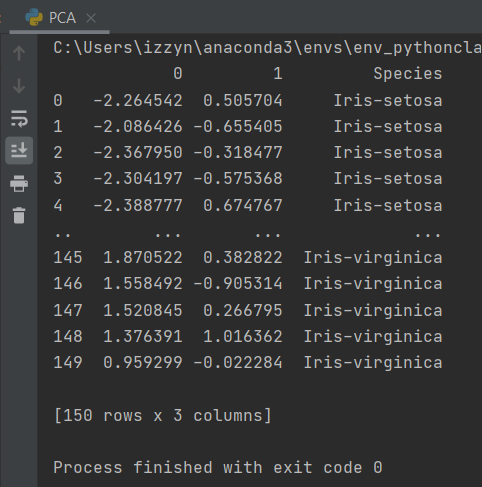 PCA
C:\Users\izzyn\anaconda3\envs\env_pythoncla
0 1 Species
0 -2.264542 0.505704 Iris-setosa
1 -2.086426 -0.655405 Iris-setosa
2 -2.367950 -0.318477 Iris-setosa
3 -2.304197 -0.575368 Iris-setosa
4 -2.388777 0.674767 Iris-setosa
.. ... ... ...
145 1.870522 0.382822 Iris-virginica
146 1.558492 -0.905314 Iris-virginica
147 1.520845 0.266795 Iris-virginica
148 1.376391 1.016362 Iris-virginica
149 0.959299 -0.022284 Iris-virginica
[150 rows x 3 columns]
Process finished with exit code 0